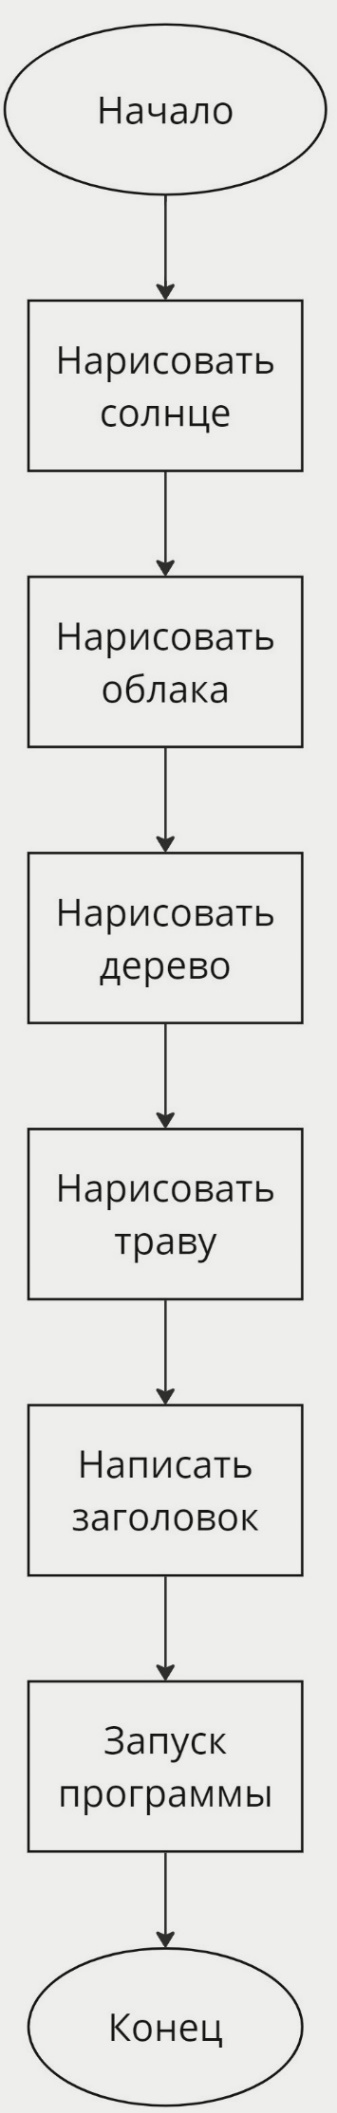 Начало
Нарисовать
солнце
Нарисовать
облака
Нарисовать
дерево
Нарисовать
траву
Написать
заголовок
Запуск
программы
Конец